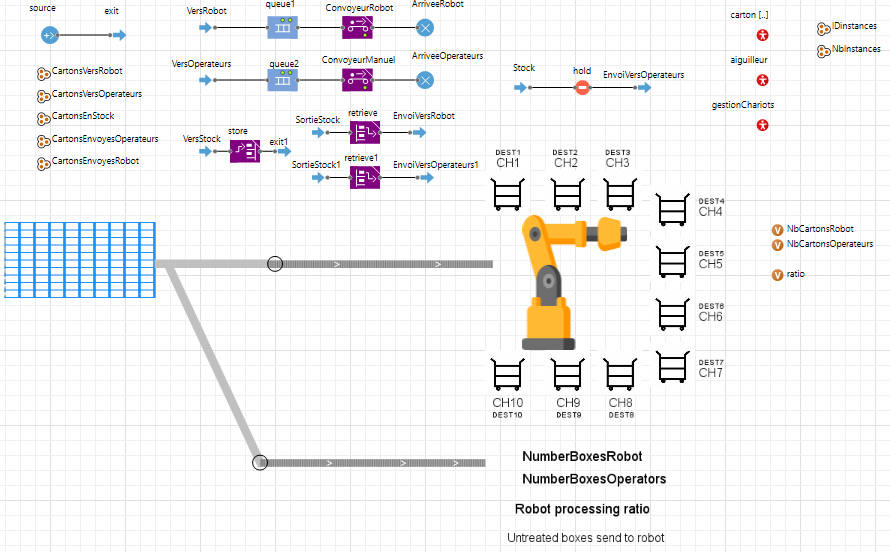 source
exit
VersRobot
queue1
ConvoyeurRobot
ArriveeRobot
carton [..]
IDinstances
NbInstances
VersOperateurs
queue2
ConvoyeurManuel
ArriveeOperateurs
Stock
hold
EnvoiVersOperateurs
aiguilleur
gestionChariots
CartonsVersRobot
CartonsVersOperateurs
CartonsEnStock
CartonsEnvoyesOperateurs
CartonsEnvoyesRobot
VersStock
store
exit1
SortieStock
retrieve
EnvoiVersRobot
SortieStock1
retrieve1
EnvoiVersOperateurs1
DEST1
CH1
DEST2
CH2
DEST3
CH3
DEST4
CH4
DEST5
CH5
DEST6
CH6
DEST7
CH7
V NbCartonsRobot
V NbCartonsOperateurs
V ratio
CH10
DEST10
CH9
DEST9
CH8
DEST8
NumberBoxesRobot
NumberBoxesOperators
Robot processing ratio
Untreated boxes send to robot